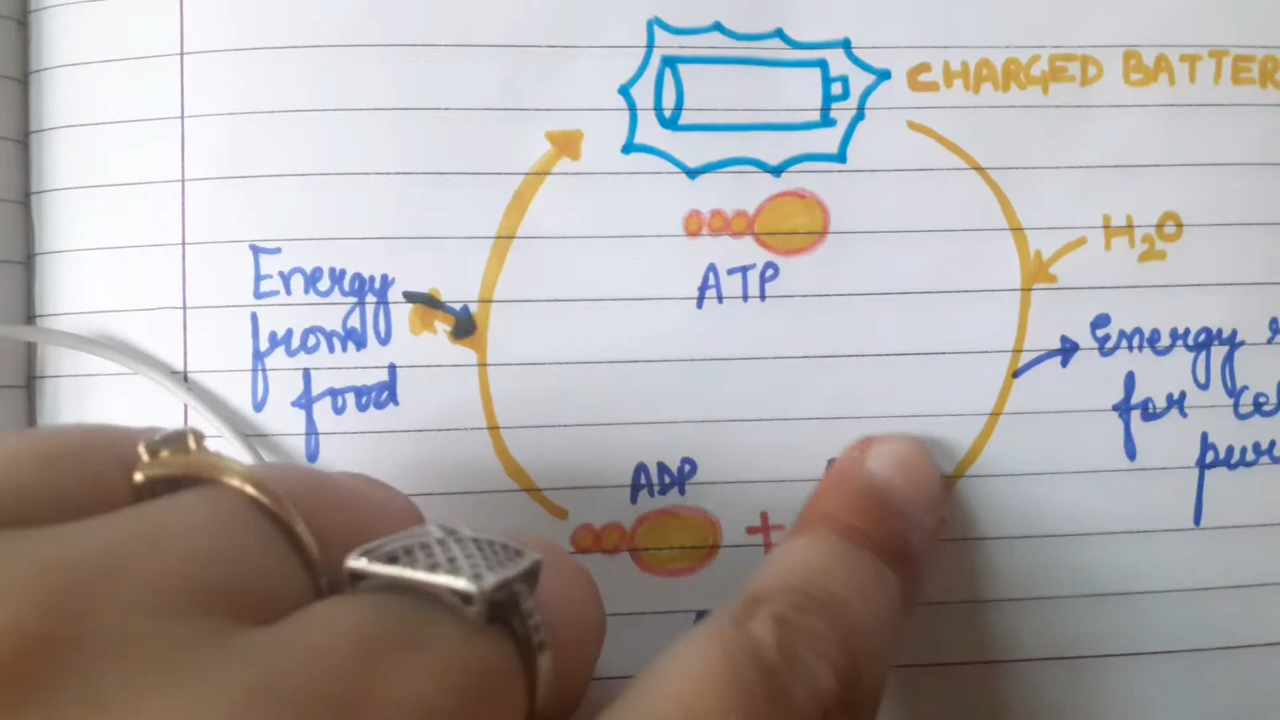 CHARGED BATTER
H2O
ATP
Energy
from
food
Energy
for
ADP
+